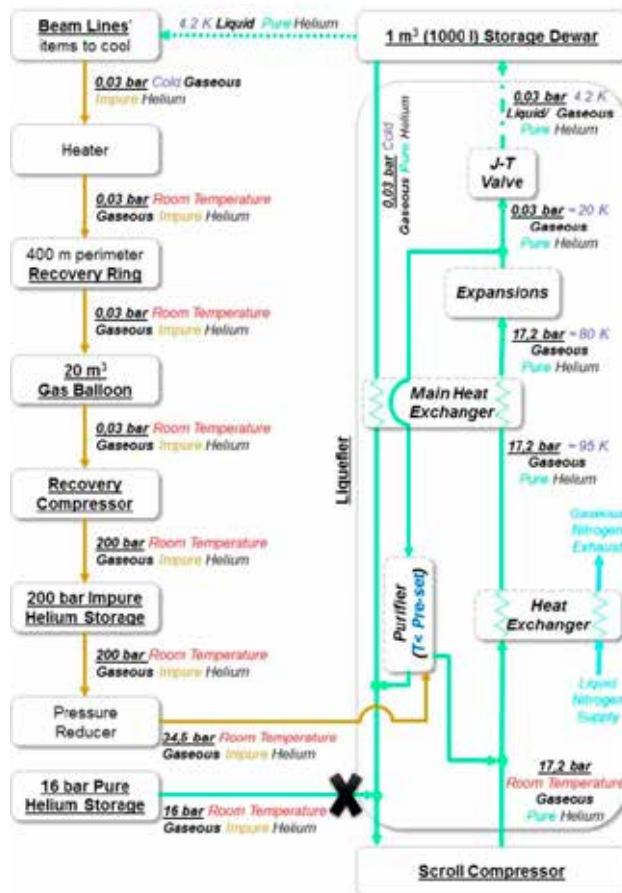 Beam Lines'
items to cool
4.2 K Liquid Pure Helium
1 m³ (1000 l) Storage Dewar
0,03 bar Cold Gaseous
Impure Helium
Heater
0,03 bar Room Temperature
Gaseous Impure Helium
400 m perimeter
Recovery Ring
0,03 bar Room Temperature
Gaseous Impure Helium
20 m³
Gas Balloon
0,03 bar Room Temperature
Gaseous Impure Helium
Recovery
Compressor
200 bar Room Temperature
Gaseous Impure Helium
200 bar Impure
Helium Storage
200 bar Room Temperature
Gaseous Impure Helium
Pressure
Reducer
34,5 bar Room Temperature
Gaseous Impure Helium
16 bar Pure
Helium Storage
16 bar Room Temperature
Gaseous Impure Helium
Liquefier
0,03 bar Cold
Gaseous Pure Helium
0,03 bar 4.2 K
Liquid/ Gaseous
Pure Helium
J-T
Valve
0,03 bar ~20 K
Gaseous
Pure Helium
Expansions
17,2 bar ~80 K
Gaseous
Pure Helium
Main Heat
Exchanger
17,2 bar ~95 K
Gaseous
Pure Helium
Gaseous
Nitrogen
Exhaust
Purifier
(T< Pre-set)
Heat
Exchanger
Liquid
Nitrogen
Supply
17,2 bar
Room Temperature
Gaseous
Pure Helium
Scroll Compressor